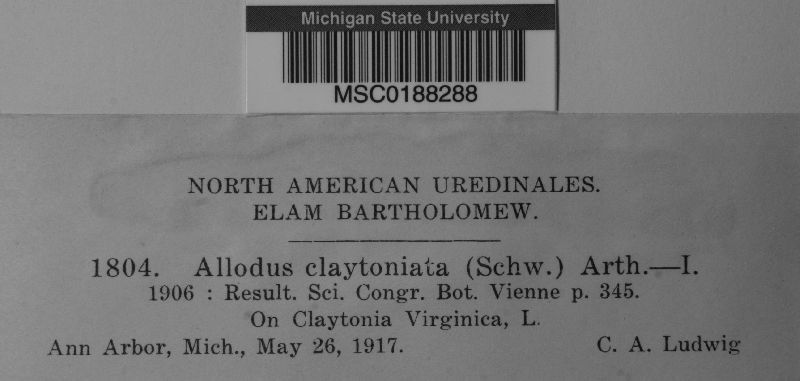 Michigan State University
MSC0188288
NORTH AMERICAN UREDINALES.
ELAM BARTHOLOMEW.
1804. Allodus claytoniata (Schw.) Arth.—I.
1906 : Result. Sci. Congr. Bot. Vienne p. 345.
On Claytonia Virginica, L.
Ann Arbor, Mich., May 26, 1917. C. A. Ludwig